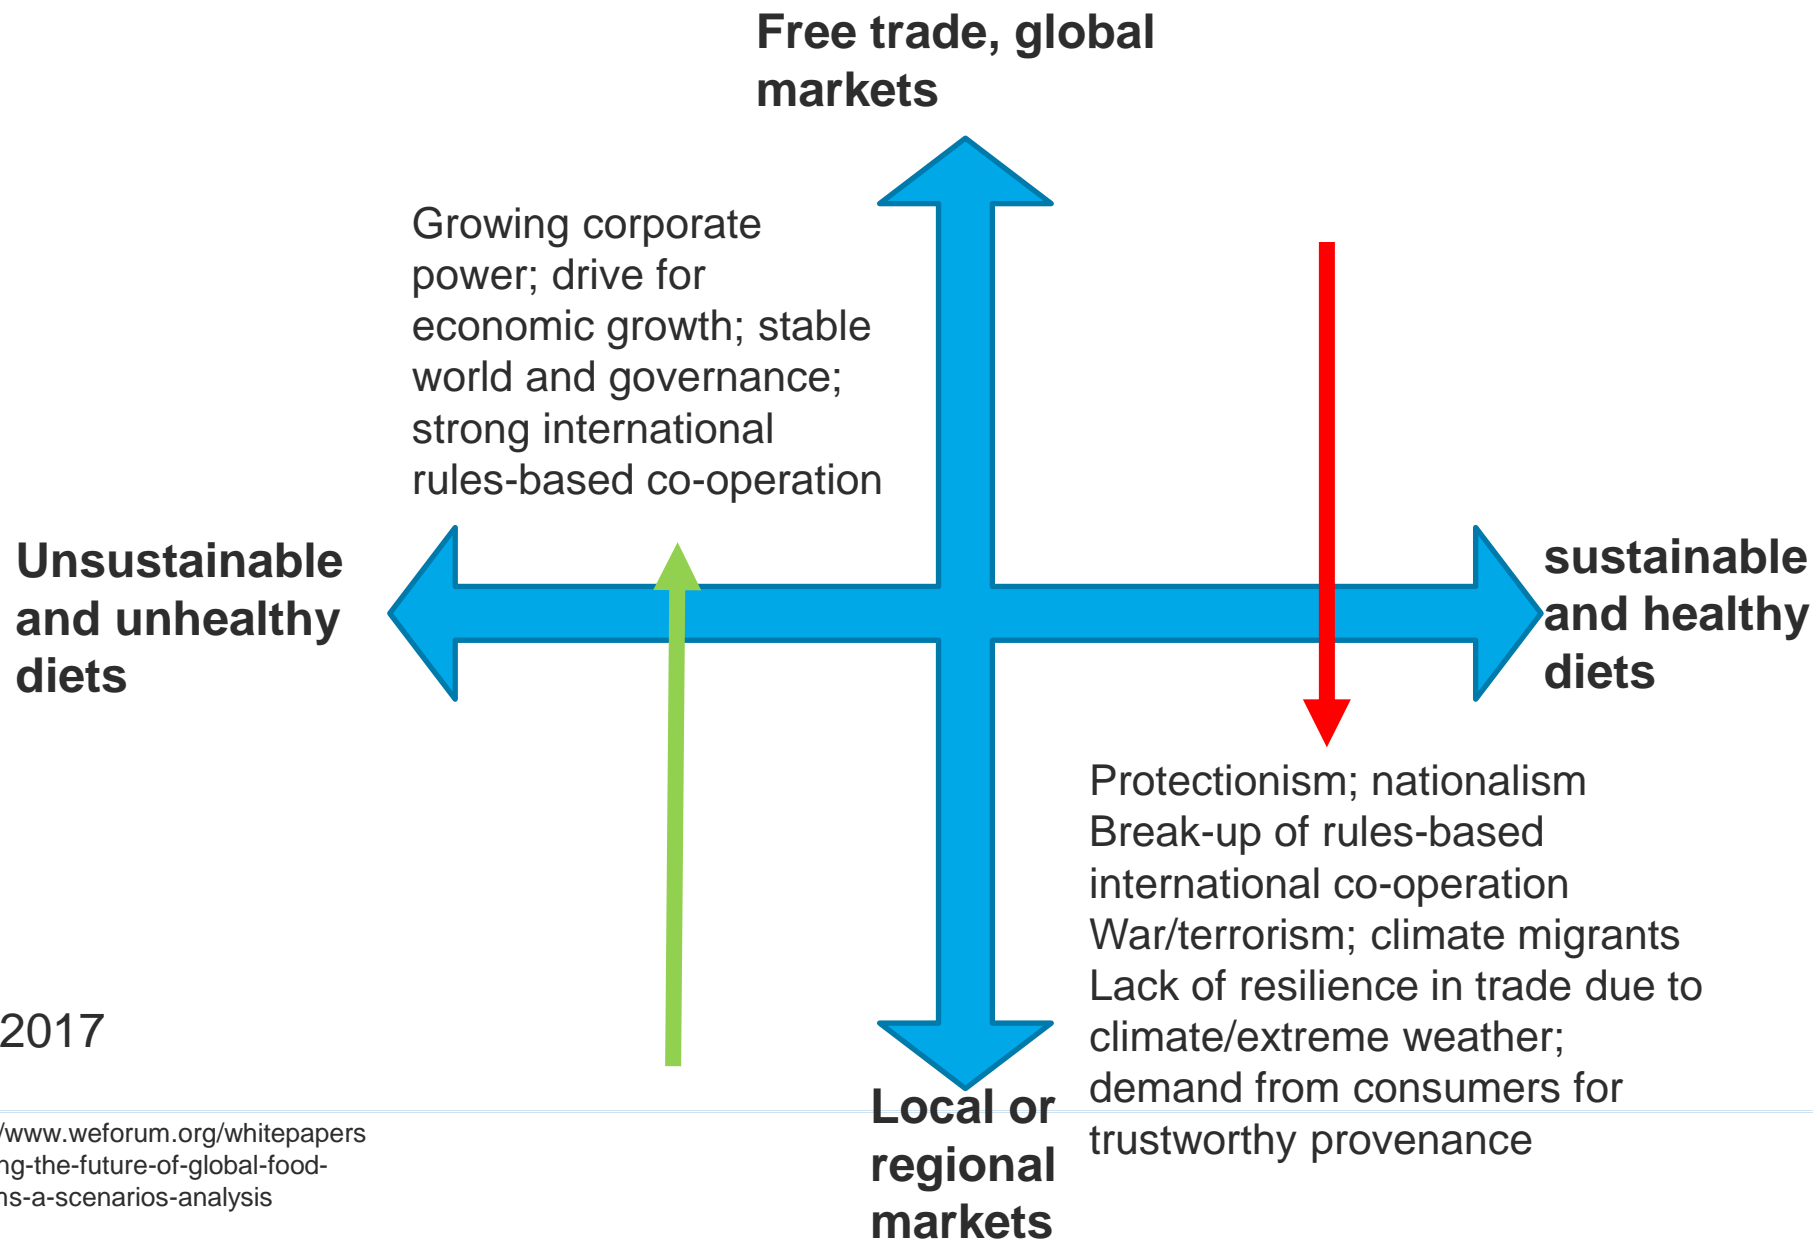 Free trade, global
markets
Growing corporate
power; drive for
economic growth; stable
world and governance;
strong international
rules-based co-operation
Unsustainable
and unhealthy
diets
sustainable
and healthy
diets
Protectionism; nationalism
Break-up of rules-based
international co-operation
War/terrorism; climate migrants
Lack of resilience in trade due to
climate/extreme weather;
demand from consumers for
trustworthy provenance
2017
/www.weforum.org/whitepapers
ng-the-future-of-global-food-
ms-a-scenarios-analysis
Local or
regional
markets